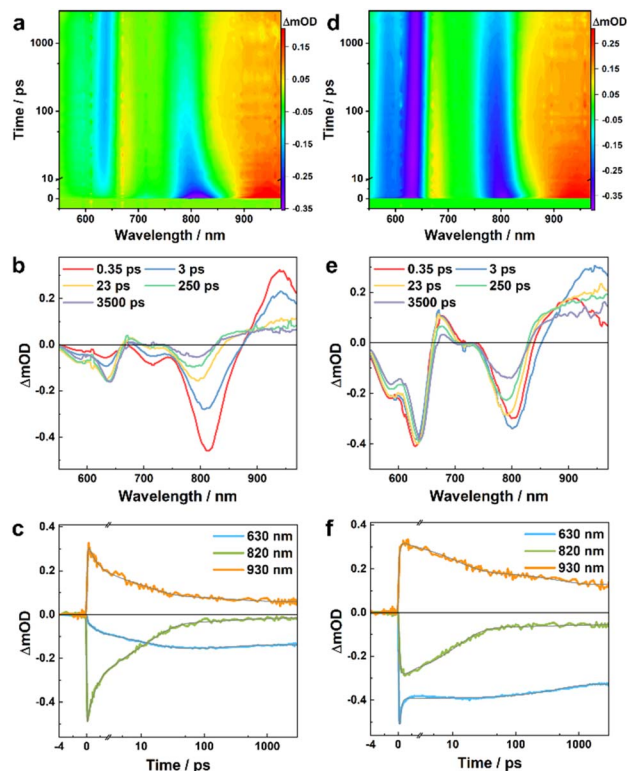 a
ΔmOD
Time / ps
1000
100
10
0
600 700 800 900
Wavelength / nm
0.15
0.05
-0.05
-0.15
-0.25
-0.35
d
ΔmOD
Time / ps
1000
100
10
0
600 700 800 900
Wavelength / nm
0.25
0.15
0.05
-0.05
-0.15
-0.25
-0.35
b
0.35 ps 3 ps
23 ps 250 ps
3500 ps
ΔmOD
0.2
0.0
-0.2
-0.4
600 700 800 900
Wavelength / nm
e
0.35 ps 3 ps
23 ps 250 ps
3500 ps
ΔmOD
0.2
0.0
-0.2
-0.4
600 700 800 900
Wavelength / nm
c
630 nm
820 nm
930 nm
ΔmOD
0.4
0.2
0.0
-0.2
-0.4
-4 0 10 100 1000
Time / ps
f
630 nm
820 nm
930 nm
ΔmOD
0.4
0.2
0.0
-0.2
-0.4
-4 0 10 100 1000
Time / ps